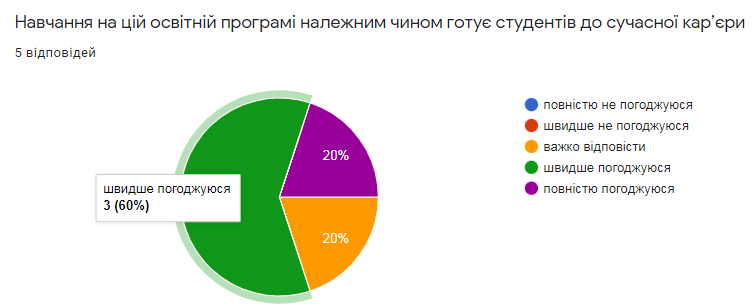 Навчання на цій освітній програмі належним чином готує студентів до сучасної кар’єри
5 відповідей
повністю не погоджуюся
швидше не погоджуюся
важко відповісти
швидше погоджуюся
повністю погоджуюся
20%
швидше погоджуюся
3 (60%)
20%